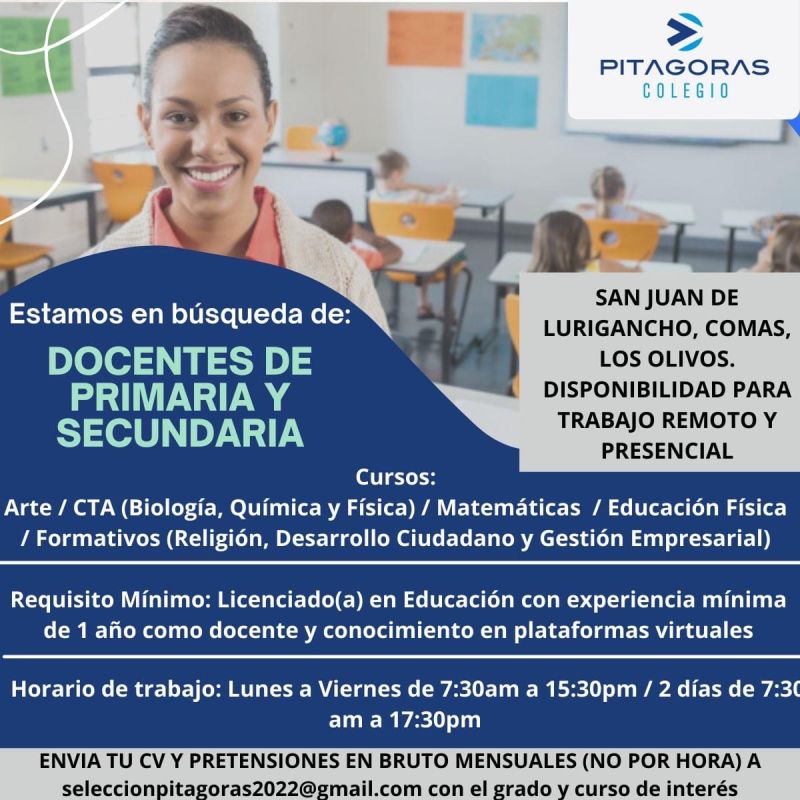 PITAGORAS
COLEGIO
Estamos en búsqueda de:
DOCENTES DE
PRIMARIA Y
SECUNDARIA
SAN JUAN DE
LURIGANCHO, COMAS,
LOS OLIVOS.
DISPONIBILIDAD PARA
TRABAJO REMOTO Y
PRESENCIAL
Cursos:
Arte / CTA (Biología, Química y Física) / Matemáticas / Educación Física
/ Formativos (Religión, Desarrollo Ciudadano y Gestión Empresarial)
Requisito Mínimo: Licenciado(a) en Educación con experiencia mínima
de 1 año como docente y conocimiento en plataformas virtuales
Horario de trabajo: Lunes a Viernes de 7:30am a 15:30pm / 2 días de 7:30
am a 17:30pm
ENVIA TU CV Y PRETENSIONES EN BRUTO MENSUALES (NO POR HORA) A
seleccionpitagoras2022@gmail.com con el grado y curso de interés